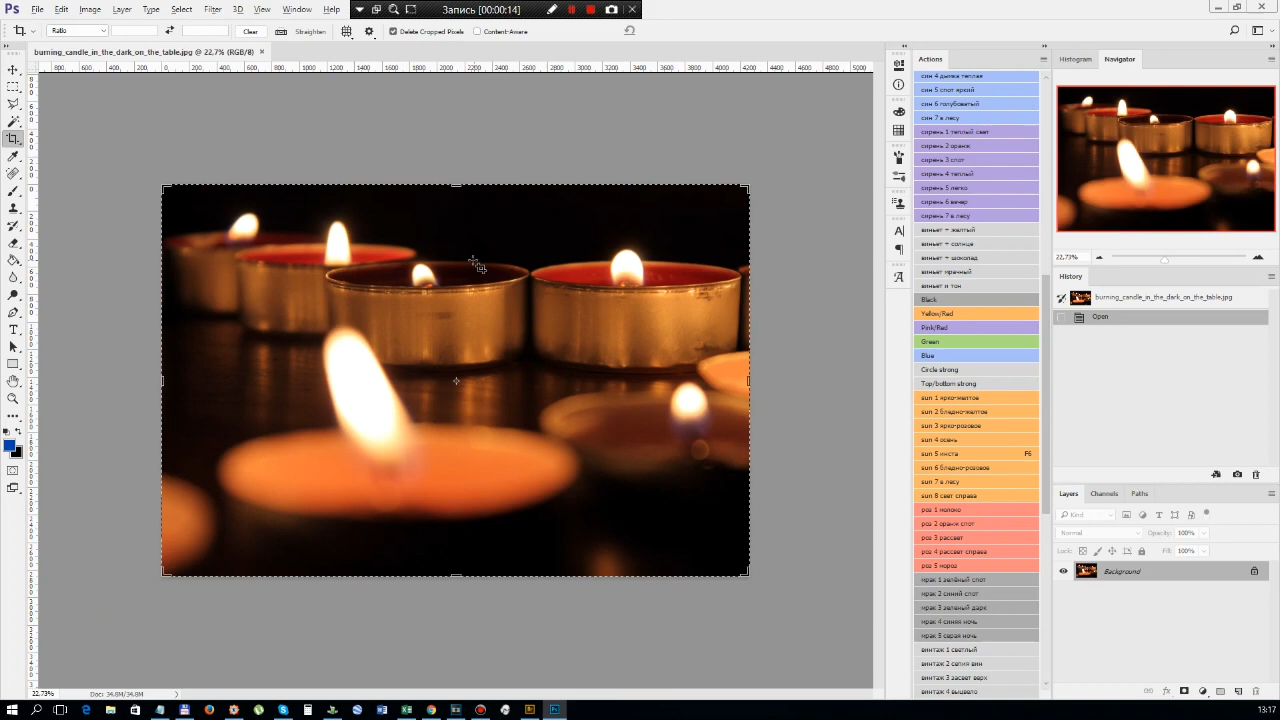 Ps File Edit Image Layer Type Select Filter 3D View Window Help
Запись [00:00:14]
Ratio Clear Straighten Delete Cropped Pixels Content-Aware
burning_candle_in_the_dark_on_the_table.jpg @ 22,7% (RGB/8)
Actions
син 4 дымка теплая
син 5 спот яркий
син 6 голубоватый
син 7 в лесу
сирень 1 теплый свет
сирень 2 оранж
сирень 3 спот
сирень 4 теплый
сирень 5 легко
сирень 6 вечер
сирень 7 в лесу
виньет + желтый
виньет + солнце
виньет + шоколад
виньет мрачный
виньет и тон
Black
Yellow/Red
Pink/Red
Green
Blue
Circle strong
Top/bottom strong
sun 1 ярко-желтое
sun 2 бладно-желтое
sun 3 ярко-розовое
sun 4 осень
sun 5 инста F6
sun 6 бледно-розовое
sun 7 в лесу
sun 8 свет справа
роз 1 молоко
роз 2 оранж спот
роз 3 рассвет
роз 4 рассвет справа
роз 5 мороз
мрак 1 зелёный спот
мрак 2 синий спот
мрак 3 зеленый дарк
мрак 4 синяя ночь
мрак 5 серая ночь
винтаж 1 светлый
винтаж 2 сепия вин
винтаж 3 засвет верх
винтаж 4 выцвело
Histogram Navigator
22,73%
History
burning_candle_in_the_dark_on_the_table.jpg
Open
Layers Channels Paths
Kind
Normal Opacity: 100%
Lock: Fill: 100%
Background
22,73% Doc: 34,8M/34,8M
13:17